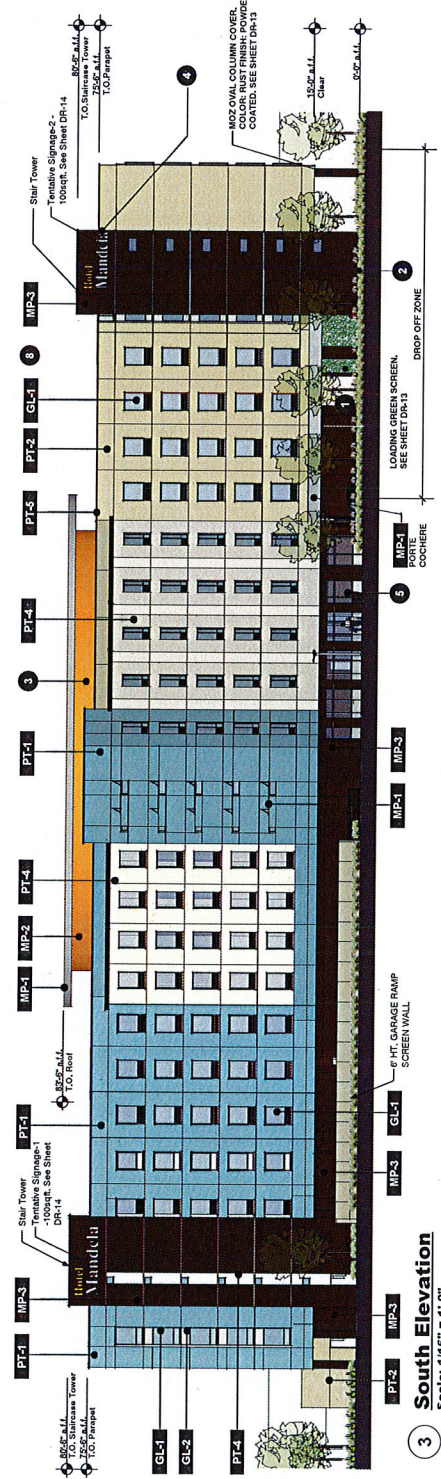 80'-6" a.f.f.
T.O. Staircase Tower
75'-6" a.f.f.
T.O. Parapet
PT-1
MP-3
Stair Tower
Tentative Signage-1
-100sqft. See Sheet
DR-14
PT-1
83'-6" a.f.f.
T.O. Roof
MP-1
MP-2
PT-4
PT-1
3
PT-4
PT-5
PT-2
GL-1
8
MP-3
Stair Tower
Tentative Signage-2 -
100sqft. See Sheet DR-14
80'-6" a.f.f.
T.O.Staircase Tower
75'-6" a.f.f.
T.O.Parapet
4
Hotel
Mandela
Hotel
Mandela
MOZ OVAL COLUMN COVER.
COLOR: RUST FINISH: POWDE
COATED. SEE SHEET DR-13
15'-0" a.f.f.
Clear
0'-0" a.f.f.
GL-1
GL-2
PT-4
PT-2
MP-3
MP-3
GL-1
6' HT. GARAGE RAMP
SCREEN WALL
MP-1
MP-3
5
MP-1
PORTE
COCHERE
1
LOADING GREEN SCREEN.
SEE SHEET DR-13
2
DROP OFF ZONE
3
South Elevation
Scale: 1/16" = 1'-0"